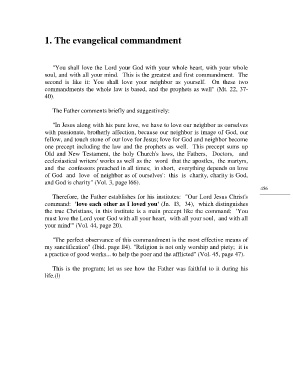 1. The evangelical commandment
"You shall love the Lord your God with your whole heart, with your whole
soul, and with all your mind. This is the greatest and first commandment. The
second is like it: You shall love your neighbor as yourself. On these two
commandments the whole law is based, and the prophets as well" (Mt. 22, 37-
40).
The Father comments briefly and suggestively:
"In Jesus along with his pure love, we have to love our neighbor as ourselves
with passionate, brotherly affection, because our neighbor is image of God, our
fellow, and touch stone of our love for Jesus; love for God and neighbor become
one precept including the law and the prophets as well. This precept sums up
Old and New Testament, the holy Church's laws, the Fathers, Doctors, and
ecclesiastical writers' works as well as the word that the apostles, the martyrs,
and the confessors preached in all times; in short, everything depends on love
of God and love of neighbor as of ourselves': this is charity, charity is God,
and God is charity" (Vol. 3, page l66).
Therefore, the Father establishes for his institutes: "Our Lord Jesus Christ's
command: 'love each other as I loved you' (Jn. l5, 34), which distinguishes
the true Christians, in this institute is a main precept like the command: 'You
must love the Lord your God with all your heart, with all your soul, and with all
your mind'" (Vol. 44, page 20).
"The perfect observance of this commandment is the most effective means of
my sanctification" (Ibid. page ll4). "Religion is not only worship and piety; it is
a practice of good works... to help the poor and the afflicted" (Vol. 45, page 47).
This is the program; let us see how the Father was faithful to it during his
life.(l)